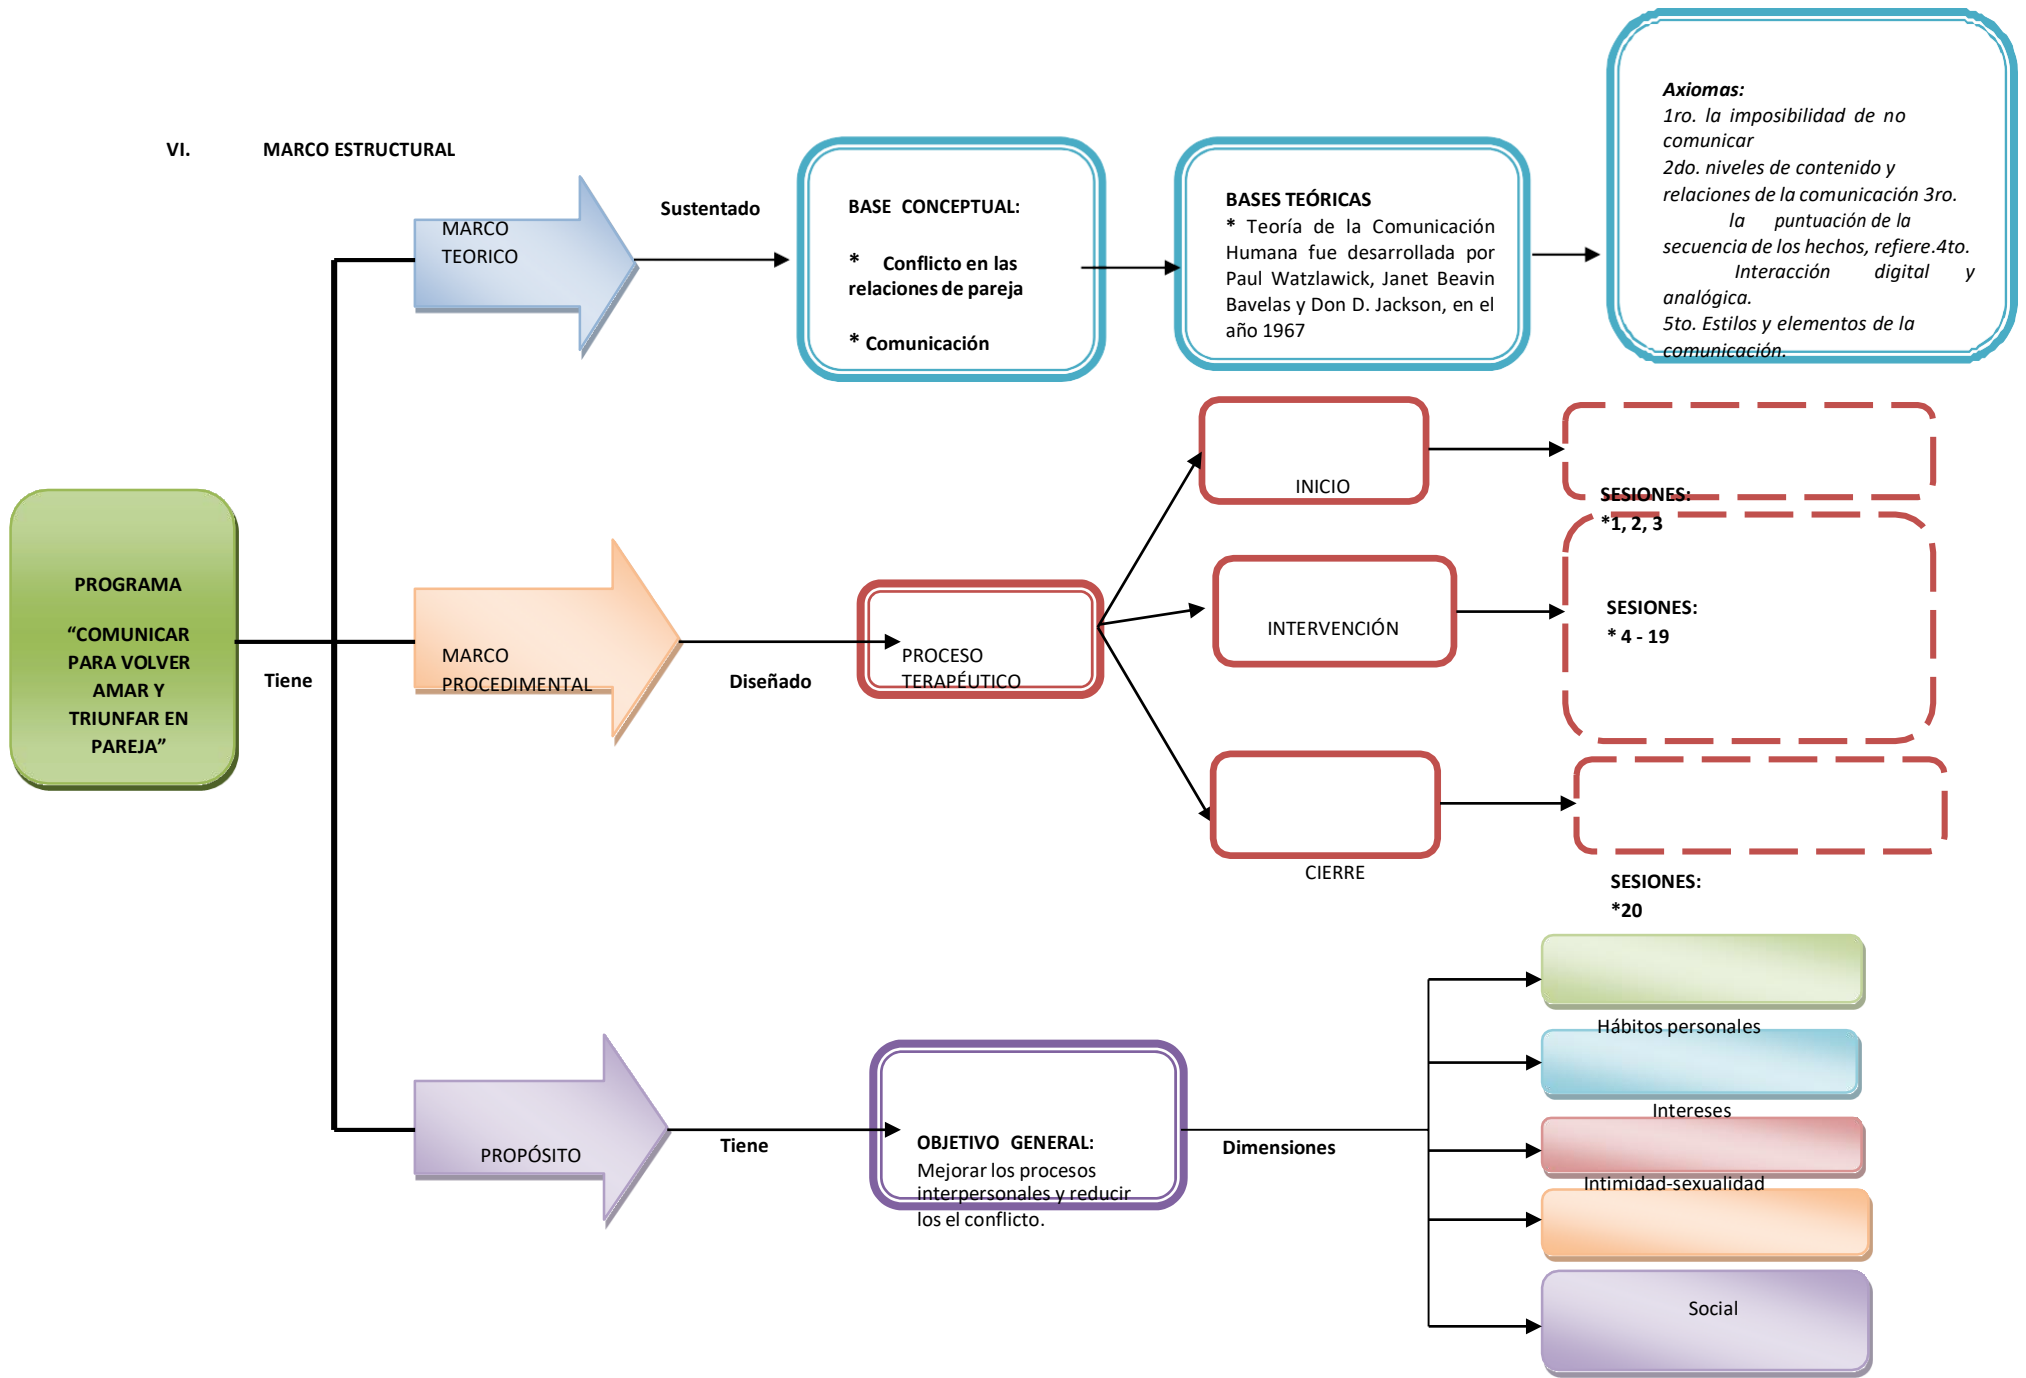 VI. MARCO ESTRUCTURAL
PROGRAMA
“COMUNICAR
PARA VOLVER
AMAR Y
TRIUNFAR EN
PAREJA”
Tiene
MARCO
TEORICO
Sustentado
BASE CONCEPTUAL:
* Conflicto en las
relaciones de pareja
* Comunicación
BASES TEÓRICAS
* Teoría de la Comunicación
Humana fue desarrollada por
Paul Watzlawick, Janet Beavin
Bavelas y Don D. Jackson, en el
año 1967
Axiomas:
1ro. la imposibilidad de no
comunicar
2do. niveles de contenido y
relaciones de la comunicación 3ro.
la puntuación de la
secuencia de los hechos, refiere.4to.
Interacción digital y
analógica.
5to. Estilos y elementos de la
comunicación.
MARCO
PROCEDIMENTAL
Diseñado
PROCESO
TERAPÉUTICO
INICIO
SESIONES:
*1, 2, 3
INTERVENCIÓN
SESIONES:
* 4 - 19
CIERRE
SESIONES:
*20
PROPÓSITO
Tiene
OBJETIVO GENERAL:
Mejorar los procesos
interpersonales y reducir
los el conflicto.
Dimensiones
Hábitos personales
Intereses
Intimidad-sexualidad
Social